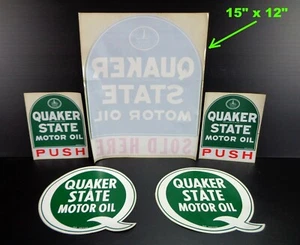 15" x 12"
QUAKER
STATE
MOTOR OIL
SOLD HERE
QUAKER
STATE
MOTOR OIL
PUSH
QUAKER
STATE
MOTOR OIL
PUSH
QUAKER
STATE
MOTOR OIL
QUAKER
STATE
MOTOR OIL